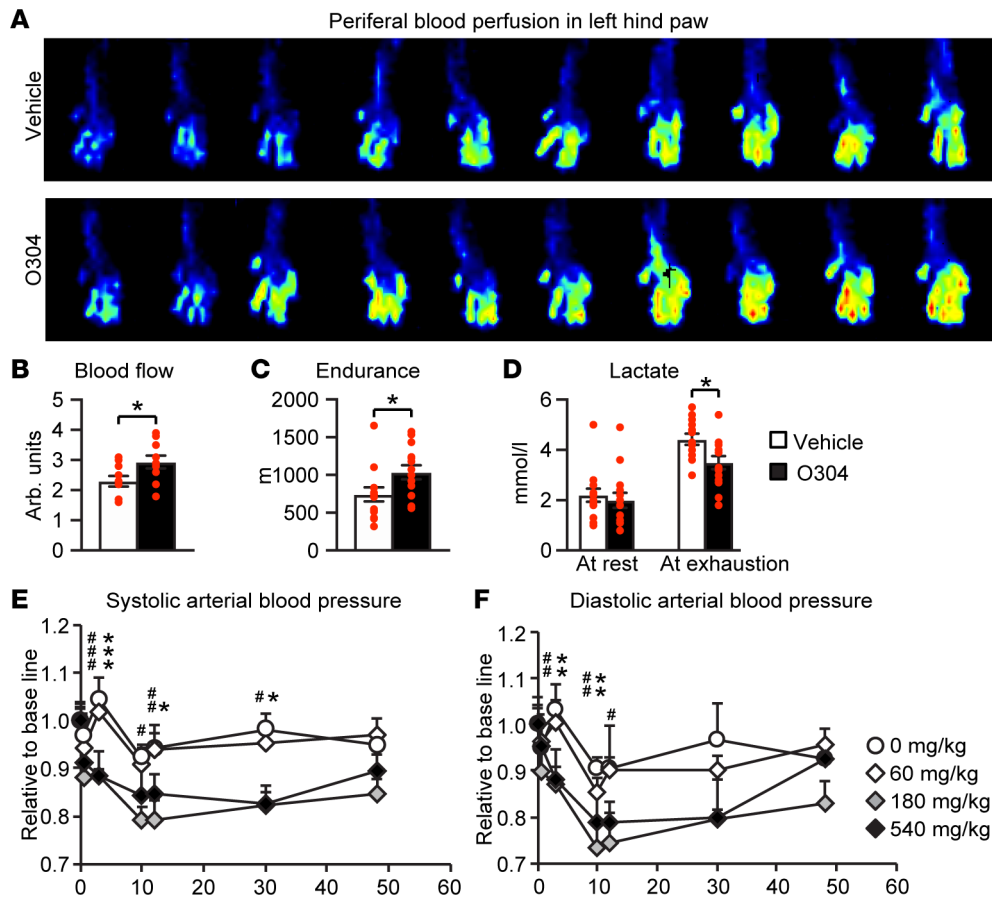 A
Periferal blood perfusion in left hind paw
Vehicle
O304
B
Blood flow
Arb. units
5
4
3
2
1
0
*
C
Endurance
m
2000
1500
1000
500
0
*
D
Lactate
mmol/l
6
4
2
0
*
At rest
At exhaustion
Vehicle
O304
E
Systolic arterial blood pressure
Relative to base line
1.2
1.1
1.0
0.9
0.8
0.7
# *
# *
# *
#
#
# *
# *
0 10 20 30 40 50 60
F
Diastolic arterial blood pressure
Relative to base line
1.2
1.1
1.0
0.9
0.8
0.7
# *
# *
# *
# *
#
0 10 20 30 40 50 60
0 mg/kg
60 mg/kg
180 mg/kg
540 mg/kg